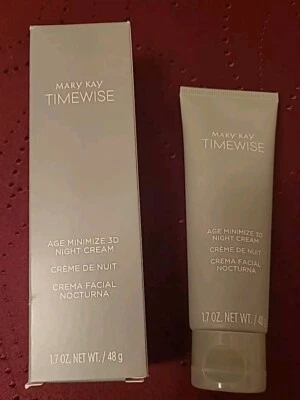 MARY KAY
TIMEWISE
AGE MINIMIZE 3D
NIGHT CREAM
CRÈME DE NUIT
CREMA FACIAL
NOCTURNA
1.7 OZ. NET WT. / 48 g
MARY KAY
TIMEWISE
AGE MINIMIZE 3D
NIGHT CREAM
CRÈME DE NUIT
CREMA FACIAL
NOCTURNA
1.7 OZ. NET WT. / 48